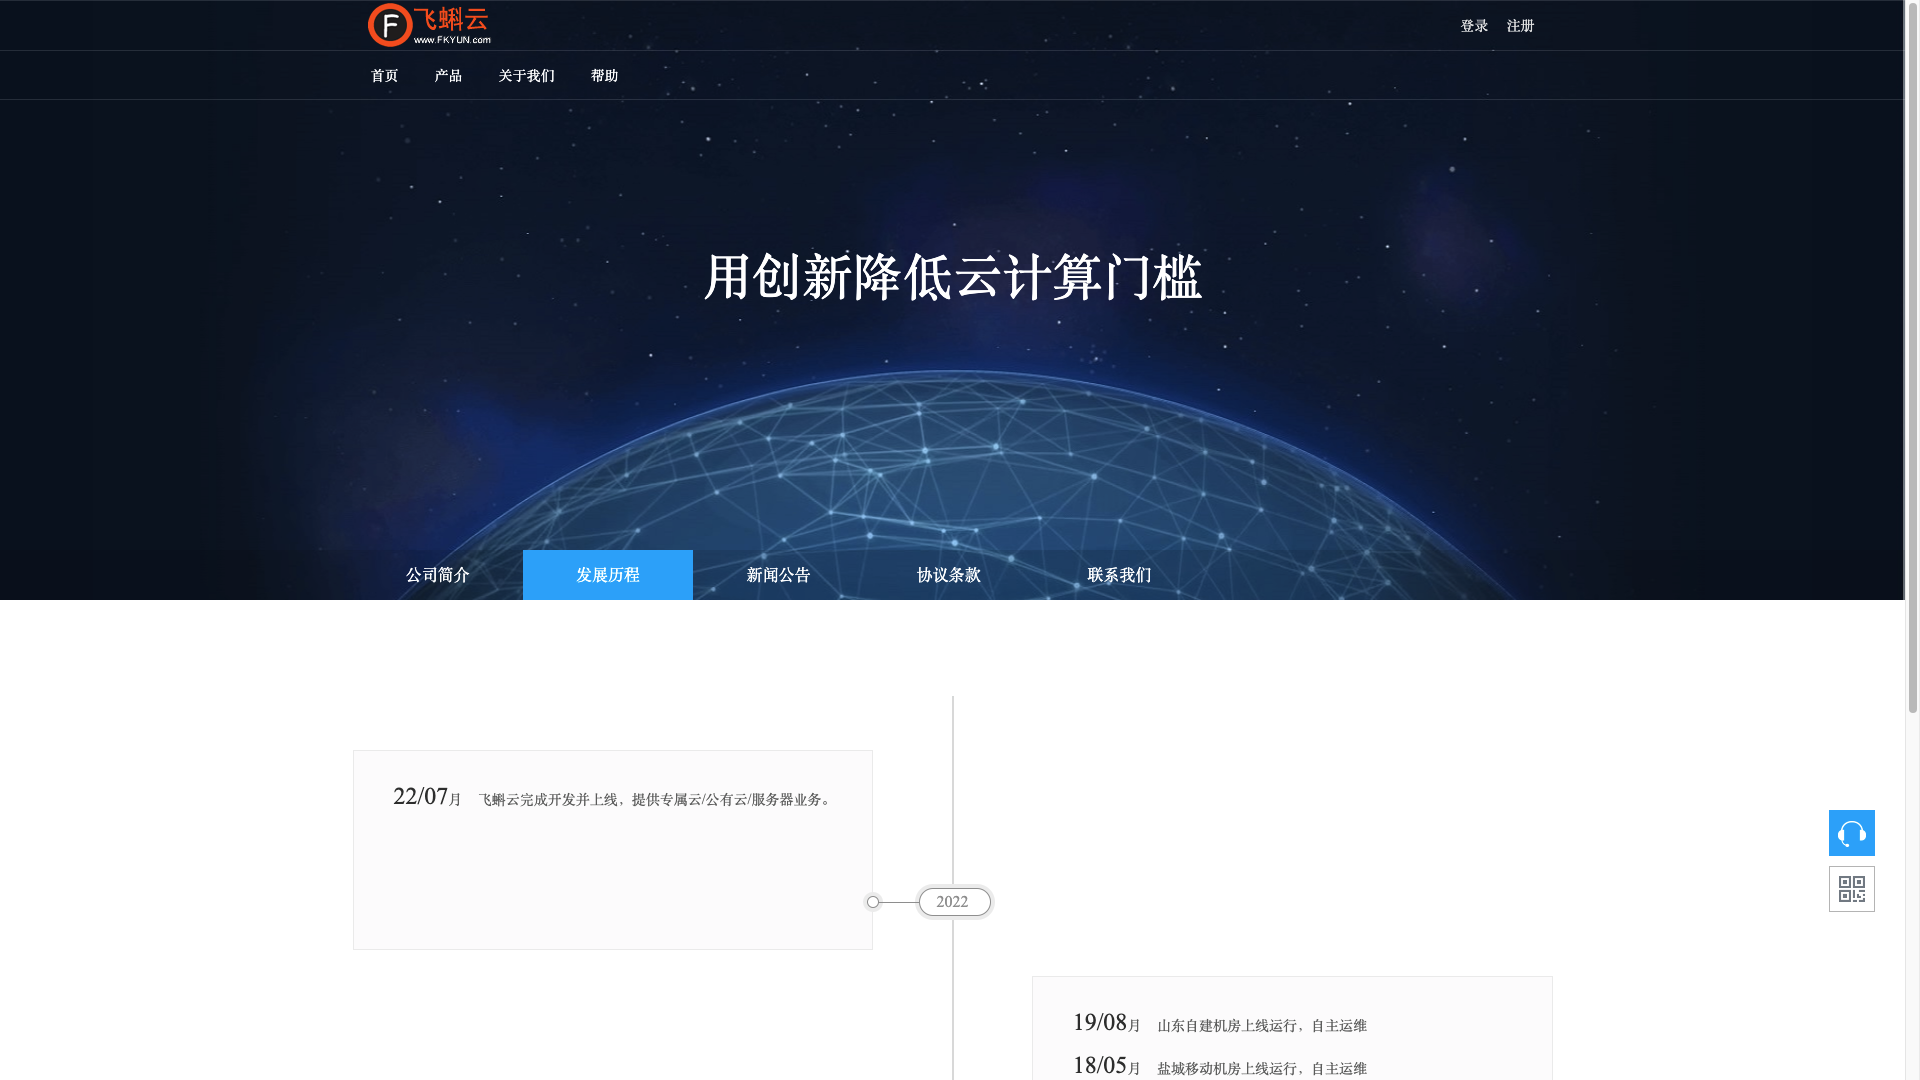 飞蝌云
www.FKYUN.com
登录 注册
首页 产品 关于我们 帮助
用创新降低云计算门槛
公司简介 发展历程 新闻公告 协议条款 联系我们
22/07月 飞蝌云完成开发并上线，提供专属云/公有云/服务器业务。
2022
19/08月 山东自建机房上线运行，自主运维
18/05月 盐城移动机房上线运行，自主运维